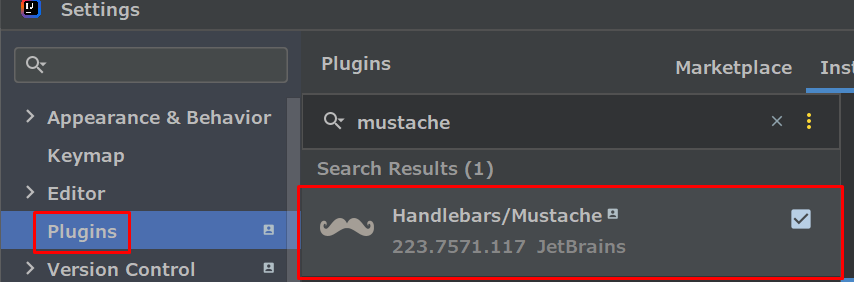 Settings
Plugins
Marketplace
Inst
Appearance & Behavior
Keymap
Editor
Plugins
Version Control
mustache
Search Results (1)
Handlebars/Mustache
223.7571.117 JetBrains